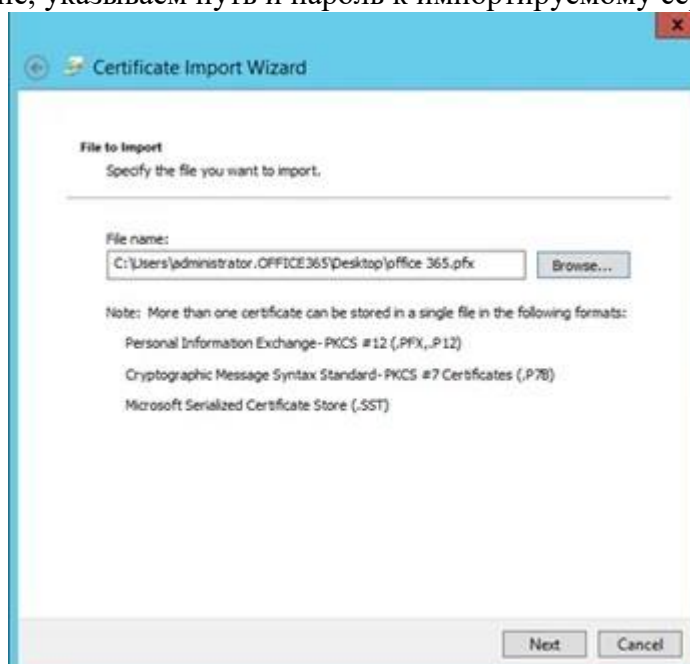 не, указываем путь и пароль к импортируемому се
x
Certificate Import Wizard
File to Import
Specify the file you want to import.
File name:
C:\Users\administrator.OFFICE365\Desktop\office 365.pfx
Browse...
Note: More than one certificate can be stored in a single file in the following formats:
Personal Information Exchange- PKCS #12 (.PFX,.P12)
Cryptographic Message Syntax Standard- PKCS #7 Certificates (.P7B)
Microsoft Serialized Certificate Store (.SST)
Next
Cancel